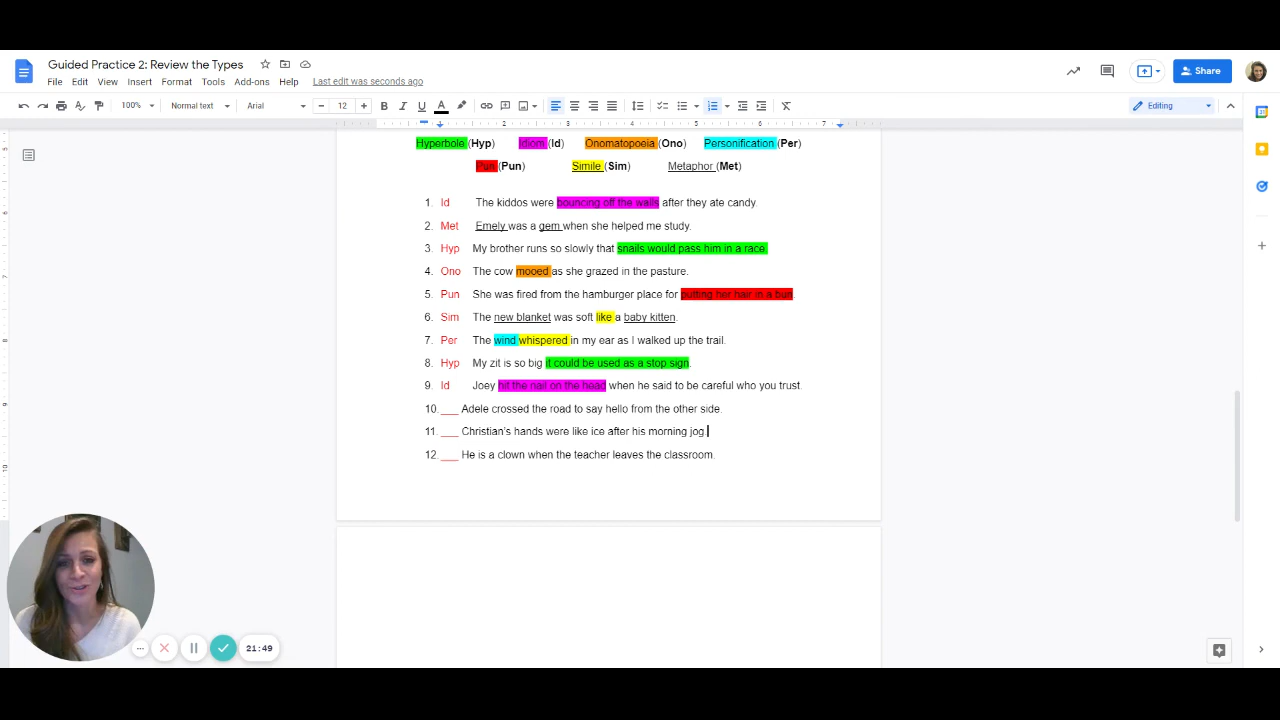 Guided Practice 2: Review the Types
File Edit View Insert Format Tools Add-ons Help Last edit was seconds ago
Share
100% Normal text Arial − 12 + B I U A Editing
2 3 4 5 6 7
Hyperbole (Hyp) Idiom (Id) Onomatopoeia (Ono) Personification (Per)
Pun (Pun) Simile (Sim) Metaphor (Met)
1. Id The kiddos were bouncing off the walls after they ate candy.
2. Met Emely was a gem when she helped me study.
3. Hyp My brother runs so slowly that snails would pass him in a race.
4. Ono The cow mooed as she grazed in the pasture.
5. Pun She was fired from the hamburger place for putting her hair in a bun.
6. Sim The new blanket was soft like a baby kitten.
7. Per The wind whispered in my ear as I walked up the trail.
8. Hyp My zit is so big it could be used as a stop sign.
9. Id Joey hit the nail on the head when he said to be careful who you trust.
10. ___ Adele crossed the road to say hello from the other side.
11. ___ Christian's hands were like ice after his morning jog.
12. ___ He is a clown when the teacher leaves the classroom.
21:49